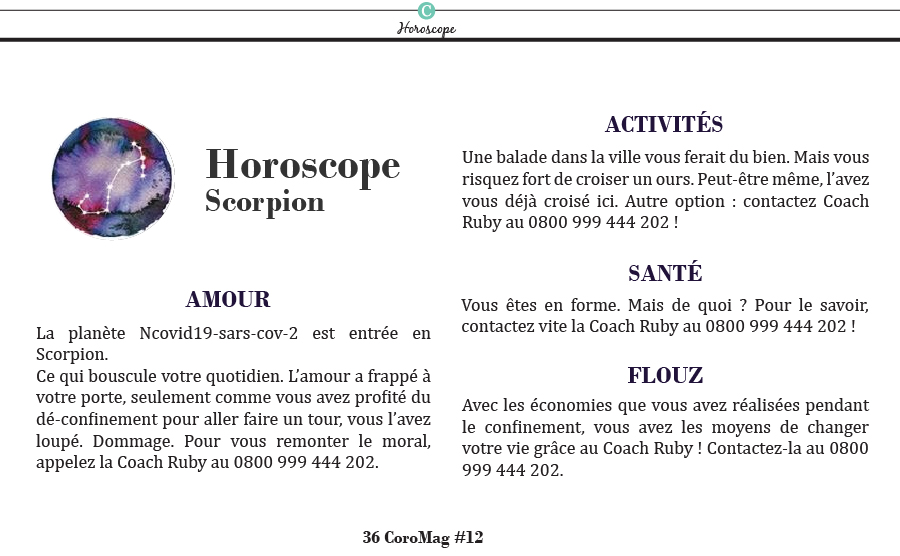 C
Horoscope
Horoscope
Scorpion
AMOUR
La planète Ncovid19-sars-cov-2 est entrée en
Scorpion.
Ce qui bouscule votre quotidien. L’amour a frappé à
votre porte, seulement comme vous avez profité du
dé-confinement pour aller faire un tour, vous l’avez
loupé. Dommage. Pour vous remonter le moral,
appelez la Coach Ruby au 0800 999 444 202.
ACTIVITÉS
Une balade dans la ville vous ferait du bien. Mais vous
risquez fort de croiser un ours. Peut-être même, l’avez
vous déjà croisé ici. Autre option : contactez Coach
Ruby au 0800 999 444 202 !
SANTÉ
Vous êtes en forme. Mais de quoi ? Pour le savoir,
contactez vite la Coach Ruby au 0800 999 444 202 !
FLOUZ
Avec les économies que vous avez réalisées pendant
le confinement, vous avez les moyens de changer
votre vie grâce au Coach Ruby ! Contactez-la au 0800
999 444 202.
36 CoroMag #12